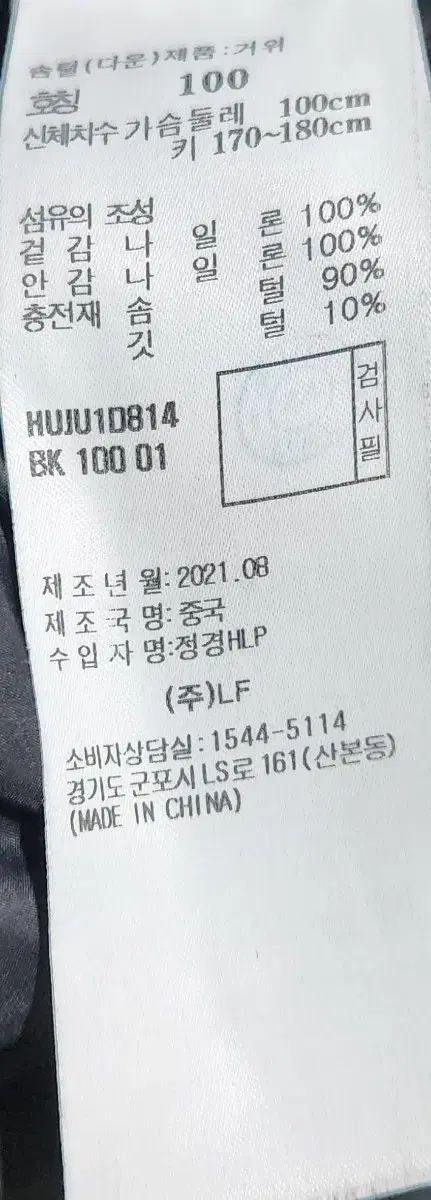 솜털(다운)제품:거위
호칭 100
신체치수 가슴둘레 100cm
키 170~180cm
섬유의 조성
겉감 나일론 100%
안감 나일론 100%
충전재 솜털 90%
깃털 10%
HUJU1D814
BK 100 01
검사필
제조년월:2021.08
제조국명:중국
수입자명:정경HLP
(주)LF
소비자상담실:1544-5114
경기도 군포시 LS로 161(산본동)
(MADE IN CHINA)